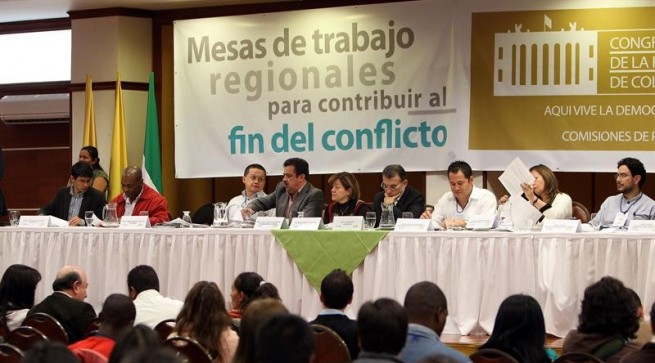 Mesas de trabajo
regionales
para contribuir al
fin del conflicto
CONGR
DE LA
DE COL
AQUI VIVE LA DEMOC
COMISIONES DE